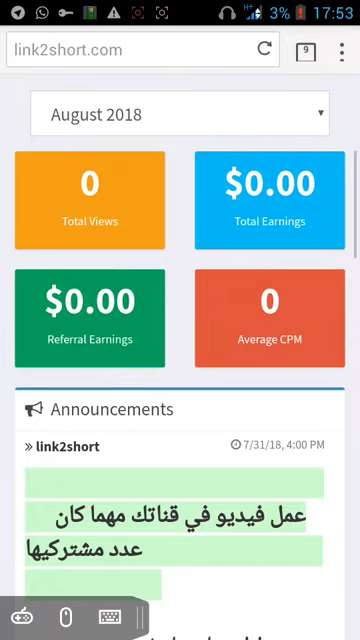 3% 17:53
link2short.com
9
August 2018
0
Total Views
$0.00
Total Earnings
$0.00
Referral Earnings
0
Average CPM
Announcements
» link2short
7/31/18, 4:00 PM
عمل فيديو في قناتك مهما كان
عدد مشتركيها